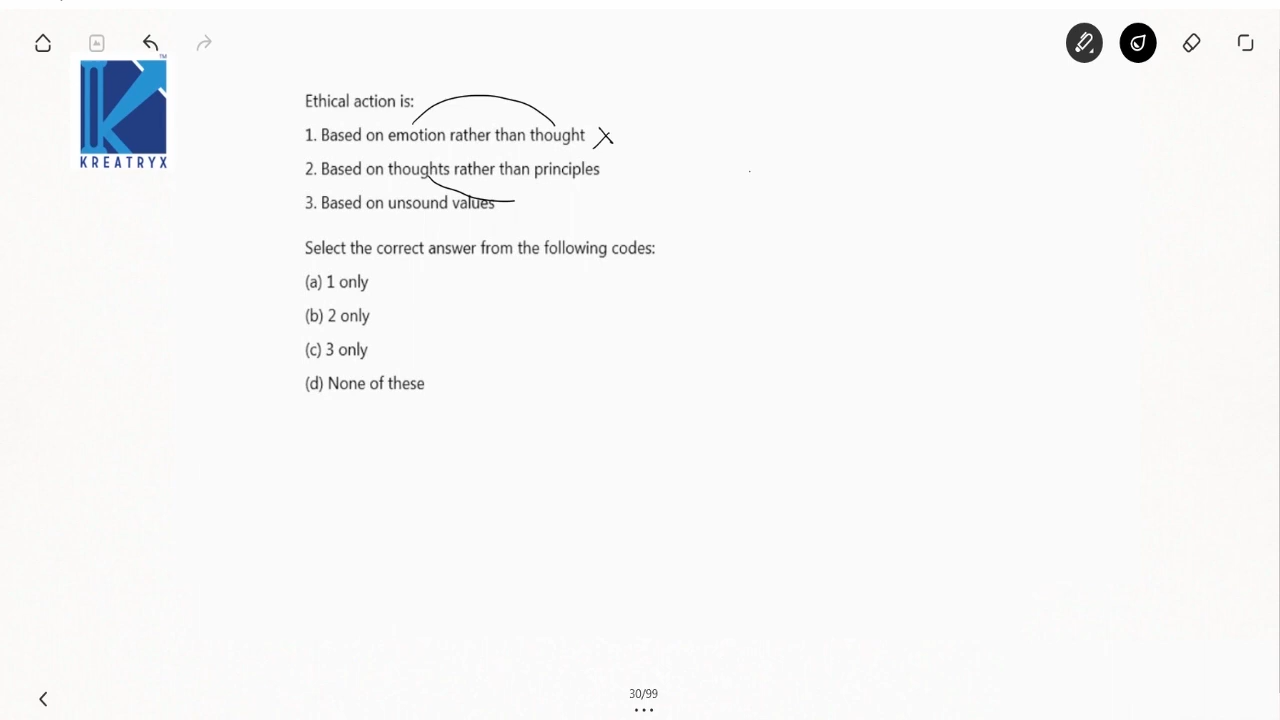 TM
KREATRYX
Ethical action is:
1. Based on emotion rather than thought
2. Based on thoughts rather than principles
3. Based on unsound values
Select the correct answer from the following codes:
(a) 1 only
(b) 2 only
(c) 3 only
(d) None of these
30/99